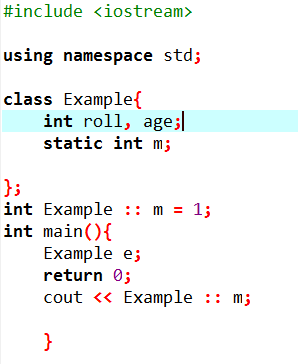 #include <iostream>
using namespace std;
class Example{
int roll, age;
static int m;
};
int Example :: m = 1;
int main(){
Example e;
return 0;
cout << Example :: m;
}